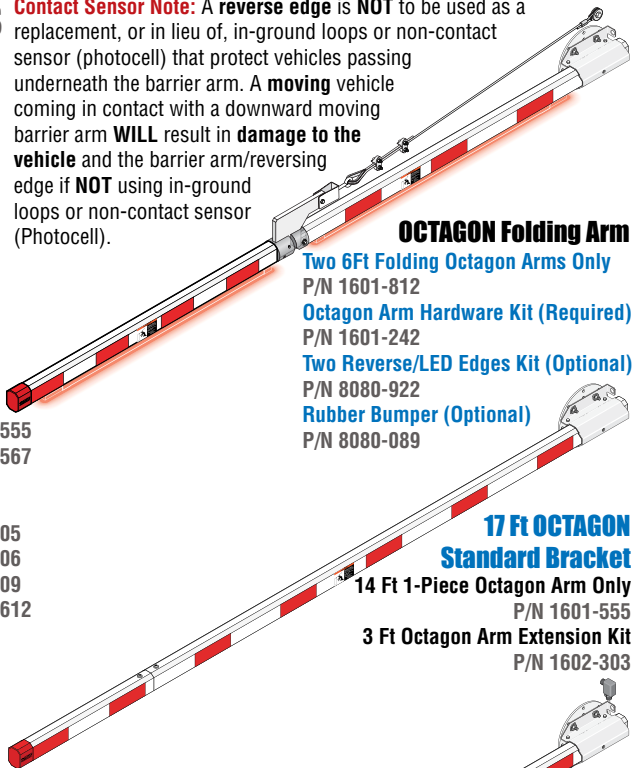 Contact Sensor Note: A reverse edge is NOT to be used as a
replacement, or in lieu of, in-ground loops or non-contact
sensor (photocell) that protect vehicles passing
underneath the barrier arm. A moving vehicle
coming in contact with a downward moving
barrier arm WILL result in damage to the
vehicle and the barrier arm/reversing
edge if NOT using in-ground
loops or non-contact sensor
(Photocell).
OCTAGON Folding Arm
Two 6Ft Folding Octagon Arms Only
P/N 1601-812
Octagon Arm Hardware Kit (Required)
P/N 1601-242
Two Reverse/LED Edges Kit (Optional)
P/N 8080-922
Rubber Bumper (Optional)
P/N 8080-089
555
567
05
06
09
612
17 Ft OCTAGON
Standard Bracket
14 Ft 1-Piece Octagon Arm Only
P/N 1601-555
3 Ft Octagon Arm Extension Kit
P/N 1602-303